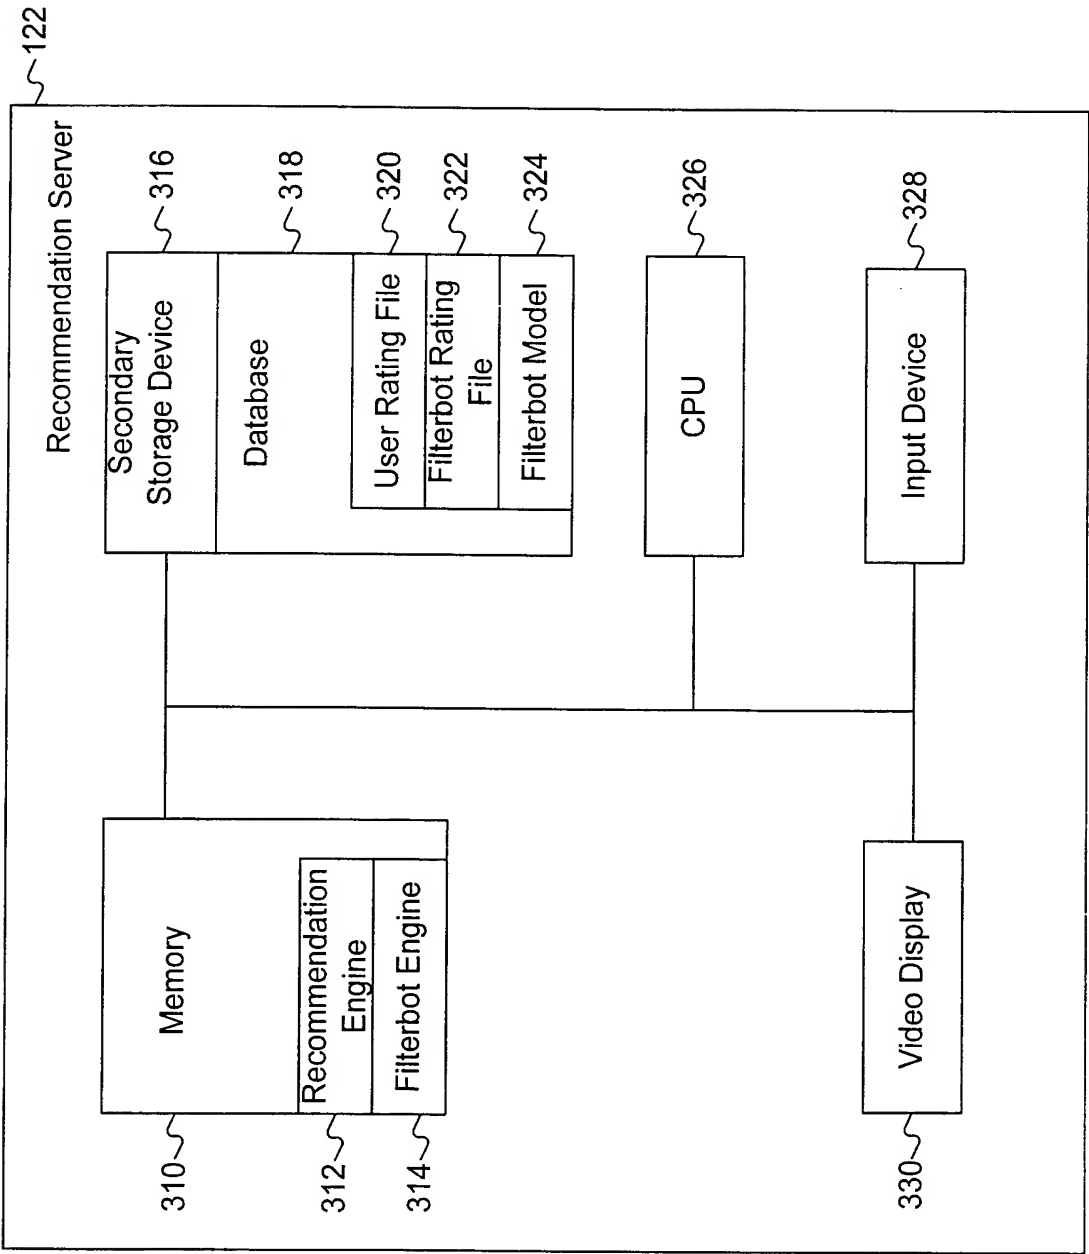 Recommendation Server
122
Memory
310
Recommendation
Engine
312
Filterbot Engine
314
Secondary
Storage Device
316
Database
318
User Rating File
320
Filterbot Rating
File
322
Filterbot Model
324
CPU
326
Video Display
330
Input Device
328